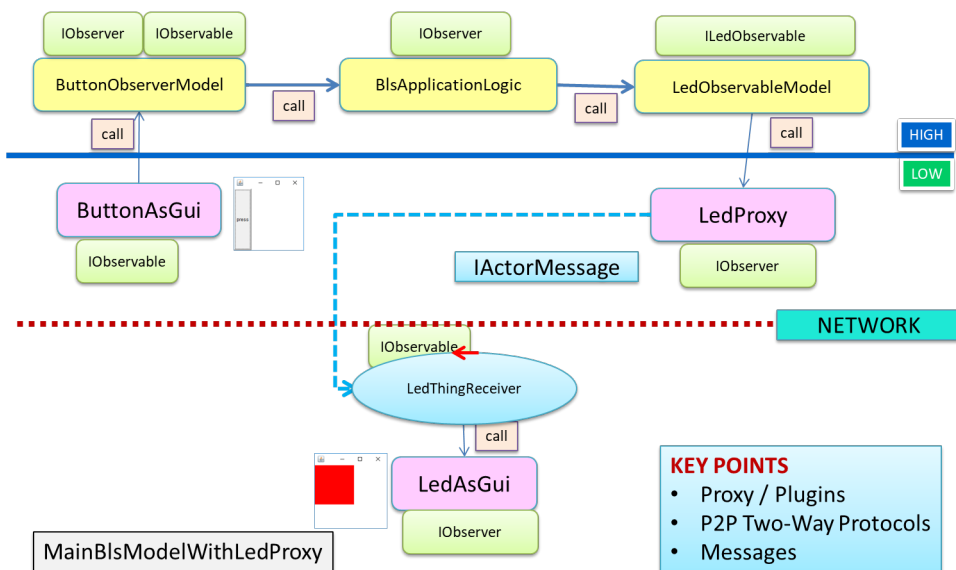 IObserver
IObservable
IObserver
ILedObservable
ButtonObserverModel
BlsApplicationLogic
LedObservableModel
call
call
call
call
HIGH
LOW
ButtonAsGui
press
LedProxy
IObservable
IActorMessage
IObserver
NETWORK
IObservable
LedThingReceiver
call
LedAsGui
IObserver
KEY POINTS
• Proxy / Plugins
• P2P Two-Way Protocols
• Messages
MainBlsModelWithLedProxy